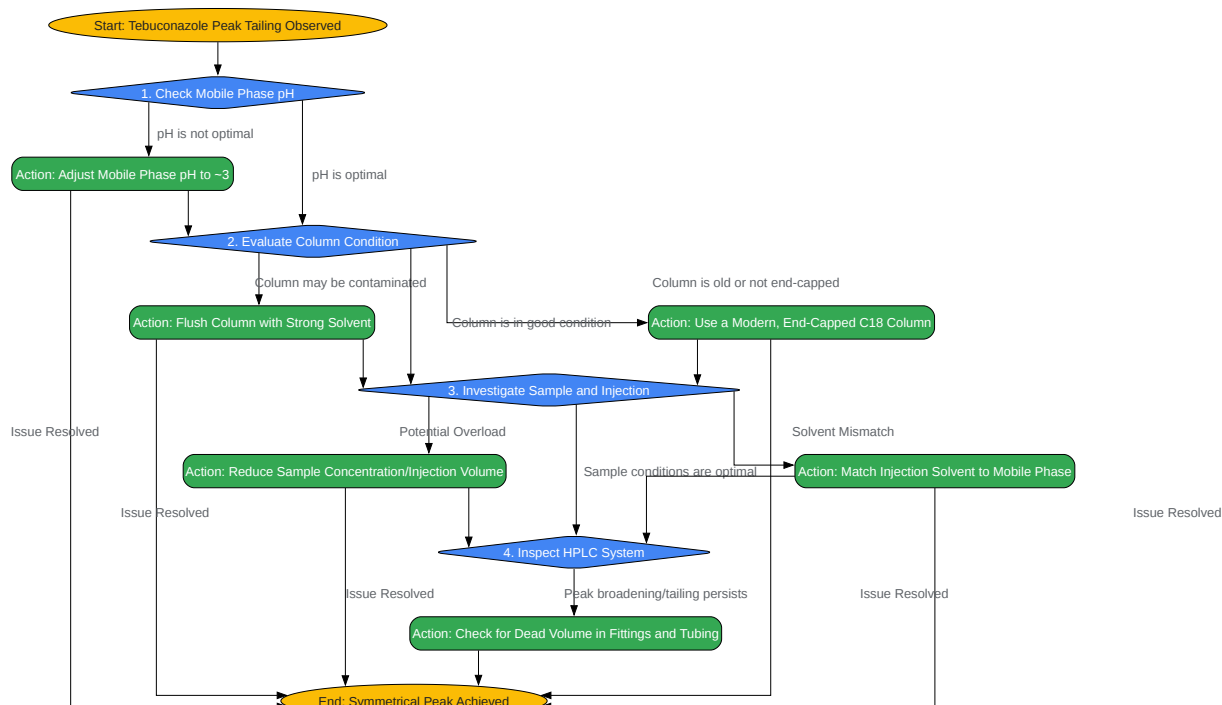 Start: Tebuconazole Peak Tailing Observed
1. Check Mobile Phase pH
pH is not optimal
Action: Adjust Mobile Phase pH to ~3
pH is optimal
2. Evaluate Column Condition
Column may be contaminated
Column is old or not end-capped
Action: Flush Column with Strong Solvent
Column is in good condition
Action: Use a Modern, End-Capped C18 Column
3. Investigate Sample and Injection
Issue Resolved
Potential Overload
Solvent Mismatch
Action: Reduce Sample Concentration/Injection Volume
Sample conditions are optimal
Action: Match Injection Solvent to Mobile Phase
Issue Resolved
Issue Resolved
4. Inspect HPLC System
Issue Resolved
Peak broadening/tailing persists
Issue Resolved
Action: Check for Dead Volume in Fittings and Tubing
End: Symmetrical Peak Achieved